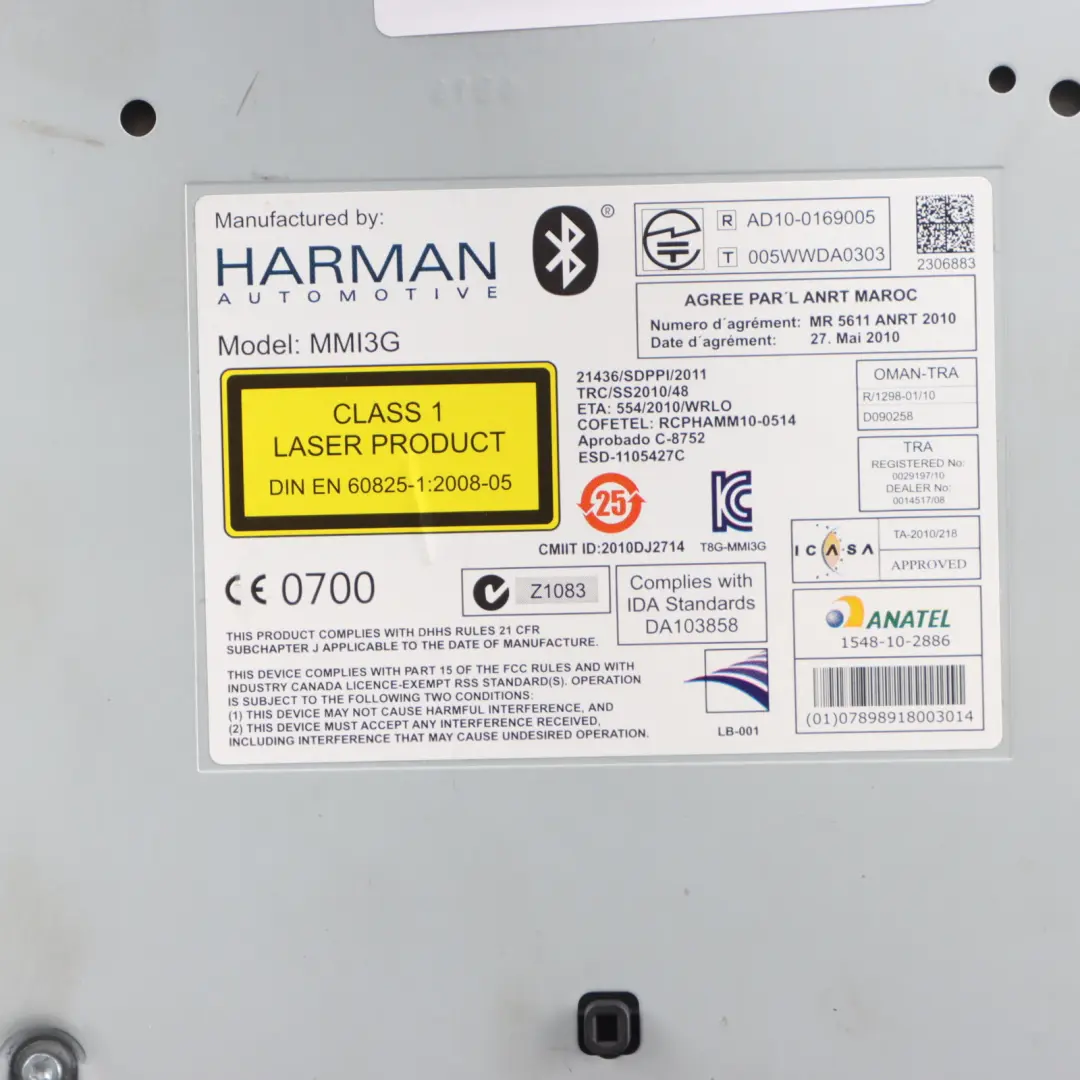 Manufactured by:
HARMAN
AUTOMOTIVE
Model: MMI3G
CLASS 1
LASER PRODUCT
DIN EN 60825-1:2008-05
®
R AD10-0169005
T 005WWDA0303
2306883
AGREE PAR´L ANRT MAROC
Numero d´agrément: MR 5611 ANRT 2010
Date d´agrément: 27. Mai 2010
21436/SDPPI/2011
TRC/SS2010/48
ETA: 554/2010/WRLO
COFETEL: RCPHAMM10-0514
Aprobado C-8752
ESD-1105427C
OMAN-TRA
R/1298-01/10
D090258
TRA
REGISTERED No:
0029197/10
DEALER No:
0014517/08
25
CMIIT ID:2010DJ2714
T8G-MMI3G
ICASA
TA-2010/218
APPROVED
CE 0700
Z1083
Complies with
IDA Standards
DA103858
ANATEL
1548-10-2886
(01)07898918003014
LB-001
THIS PRODUCT COMPLIES WITH DHHS RULES 21 CFR
SUBCHAPTER J APPLICABLE TO THE DATE OF MANUFACTURE.
THIS DEVICE COMPLIES WITH PART 15 OF THE FCC RULES AND WITH
INDUSTRY CANADA LICENCE-EXEMPT RSS STANDARD(S). OPERATION
IS SUBJECT TO THE FOLLOWING TWO CONDITIONS:
(1) THIS DEVICE MAY NOT CAUSE HARMFUL INTERFERENCE, AND
(2) THIS DEVICE MUST ACCEPT ANY INTERFERENCE RECEIVED,
INCLUDING INTERFERENCE THAT MAY CAUSE UNDESIRED OPERATION.